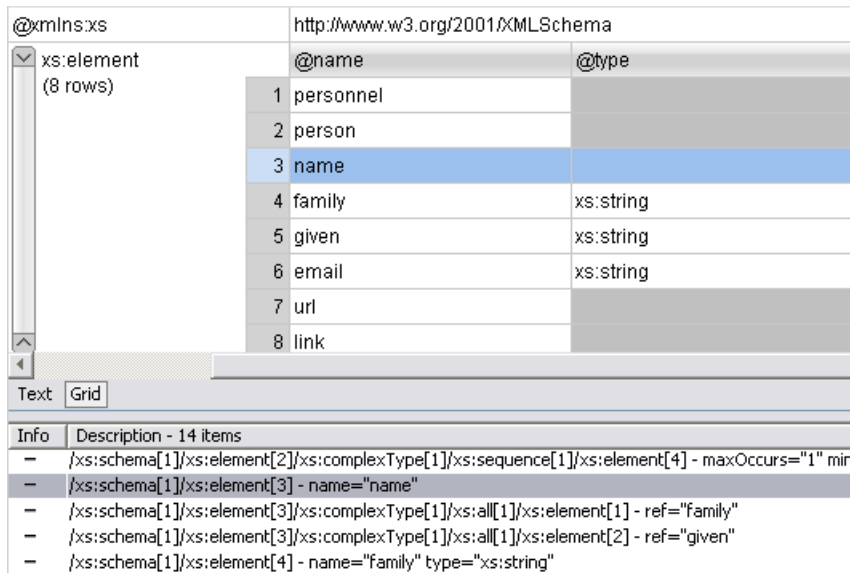 @xmlns:xs http://www.w3.org/2001/XMLSchema
xs:element @name @type
(8 rows)
1 personnel
2 person
3 name
4 family xs:string
5 given xs:string
6 email xs:string
7 url
8 link
Text Grid
Info Description - 14 items
– /xs:schema[1]/xs:element[2]/xs:complexType[1]/xs:sequence[1]/xs:element[4] - maxOccurs="1" min
– /xs:schema[1]/xs:element[3] - name="name"
– /xs:schema[1]/xs:element[3]/xs:complexType[1]/xs:all[1]/xs:element[1] - ref="family"
– /xs:schema[1]/xs:element[3]/xs:complexType[1]/xs:all[1]/xs:element[2] - ref="given"
– /xs:schema[1]/xs:element[4] - name="family" type="xs:string"